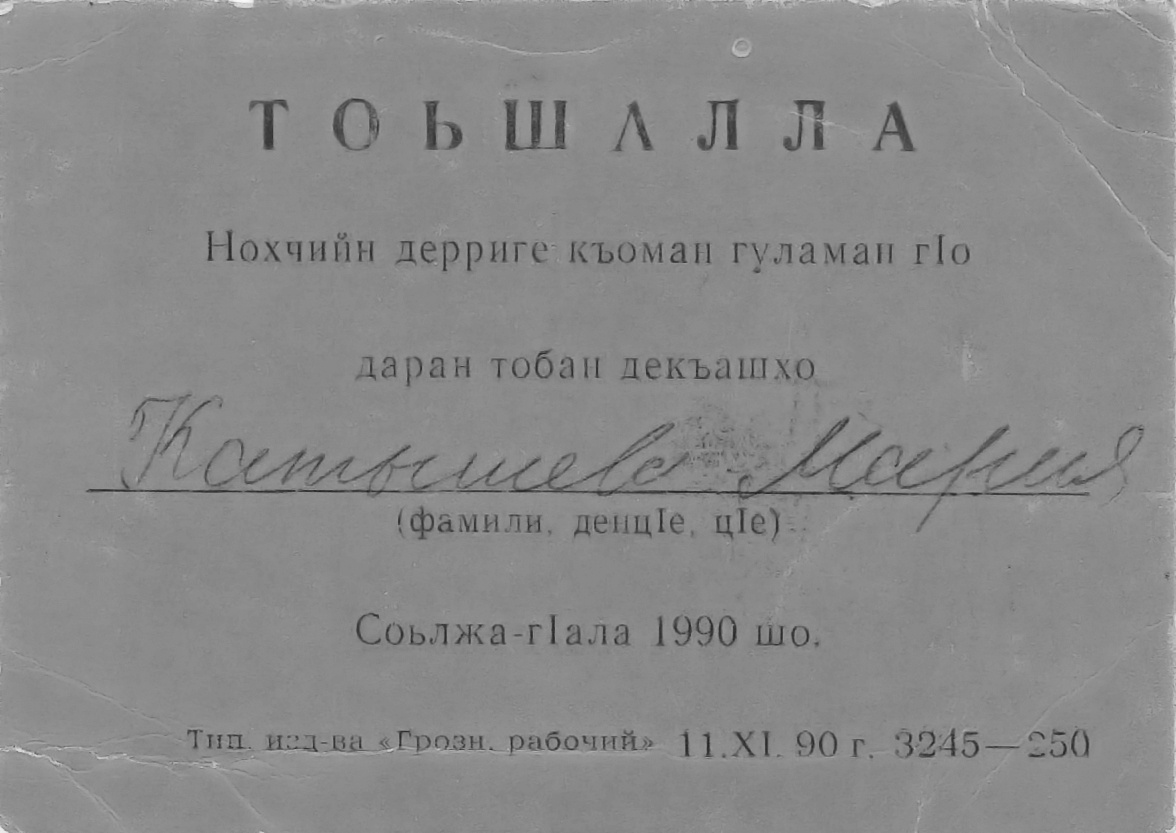 ТОЬШАЛЛА
Нохчийн дерриге къоман гуламан гIо
даран тобан декъашхо
Катышева Мария
(фамили, денцIе, цIе)
Соьлжа-гIала 1990 шо.
Тип. изд-ва «Грозн. рабочий» 11.XI. 90 г. 3245—250